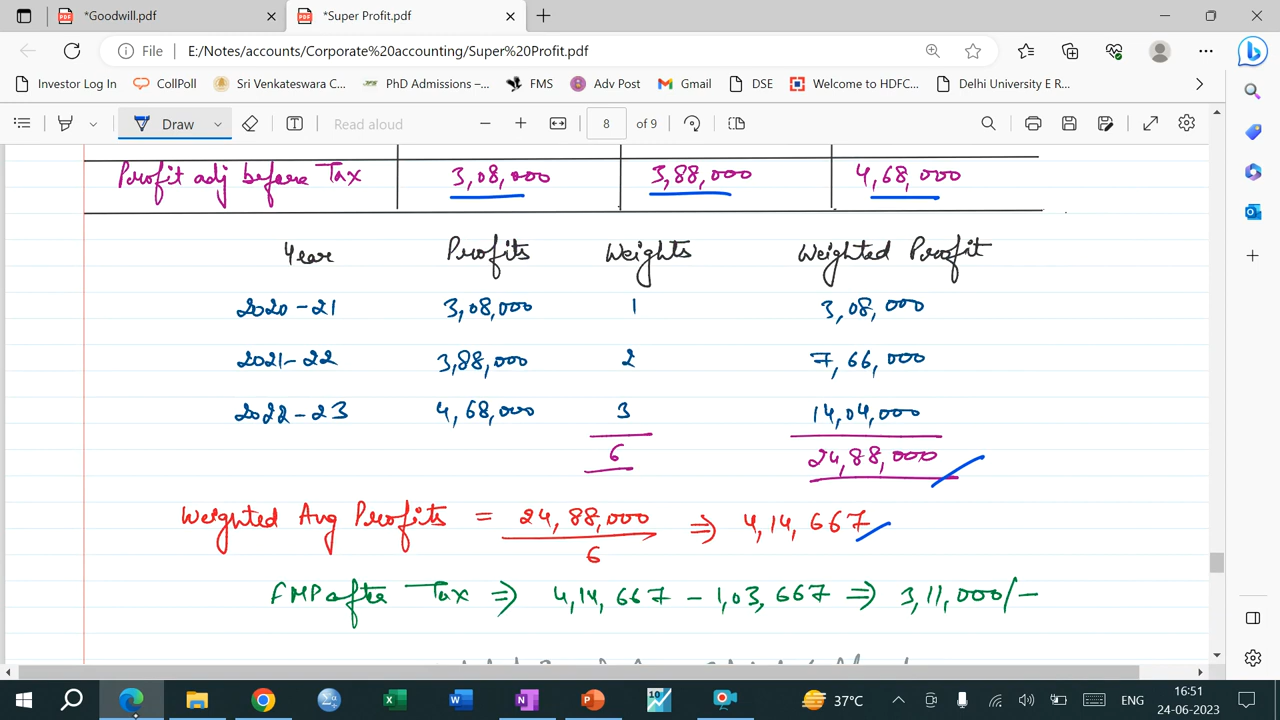 *Goodwill.pdf
*Super Profit.pdf
File E:/Notes/accounts/Corporate%20accounting/Super%20Profit.pdf
Investor Log In CollPoll Sri Venkateswara C... PhD Admissions –... FMS Adv Post Gmail DSE Welcome to HDFC... Delhi University E R...
Draw Read aloud 8 of 9
Profit adj before Tax 3,08,000 3,88,000 4,68,000
Year Profits Weights Weighted Profit
2020-21 3,08,000 1 3,08,000
2021-22 3,88,000 2 7,66,000
2022-23 4,68,000 3 14,04,000
6 24,88,000
Weighted Avg Profits = 24,88,000 ⇒ 4,14,667
6
FMP after Tax ⇒ 4,14,667 - 1,03,667 ⇒ 3,11,000/-
37°C ENG 16:51
24-06-2023